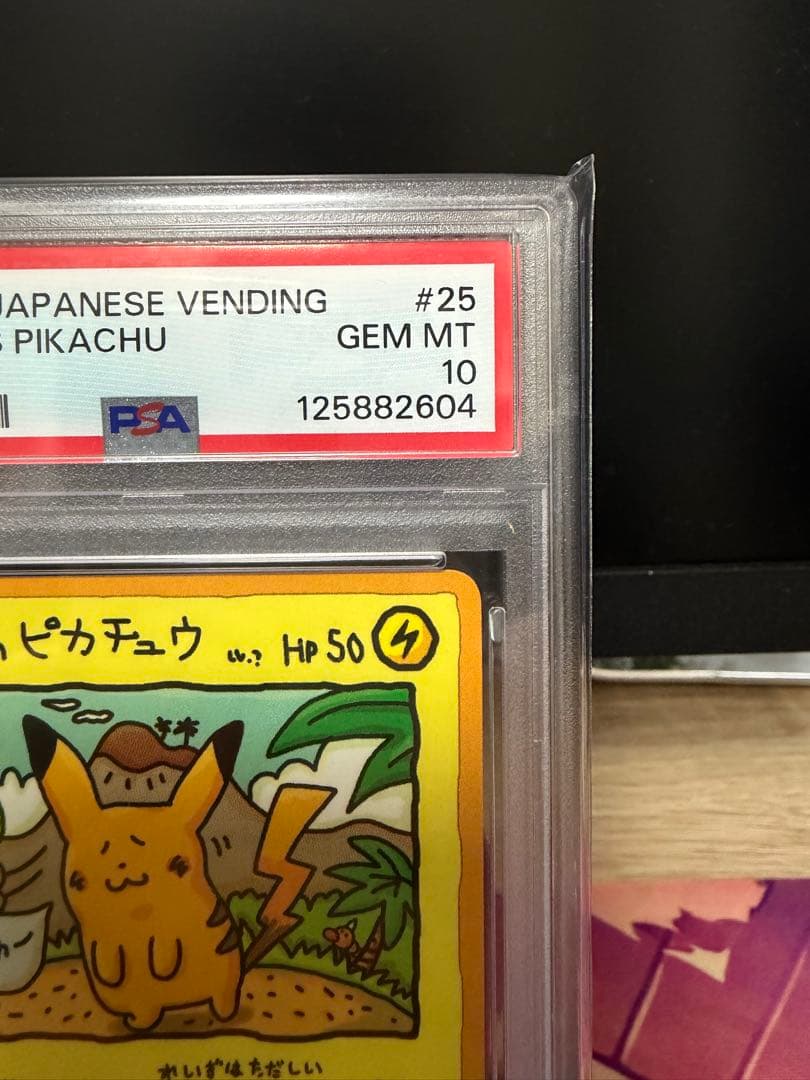 JAPANESE VENDING #25
S PIKACHU GEM MT
10
PSA 125882604
ピカチュウ LV.? HP 50
れいぎはただしい